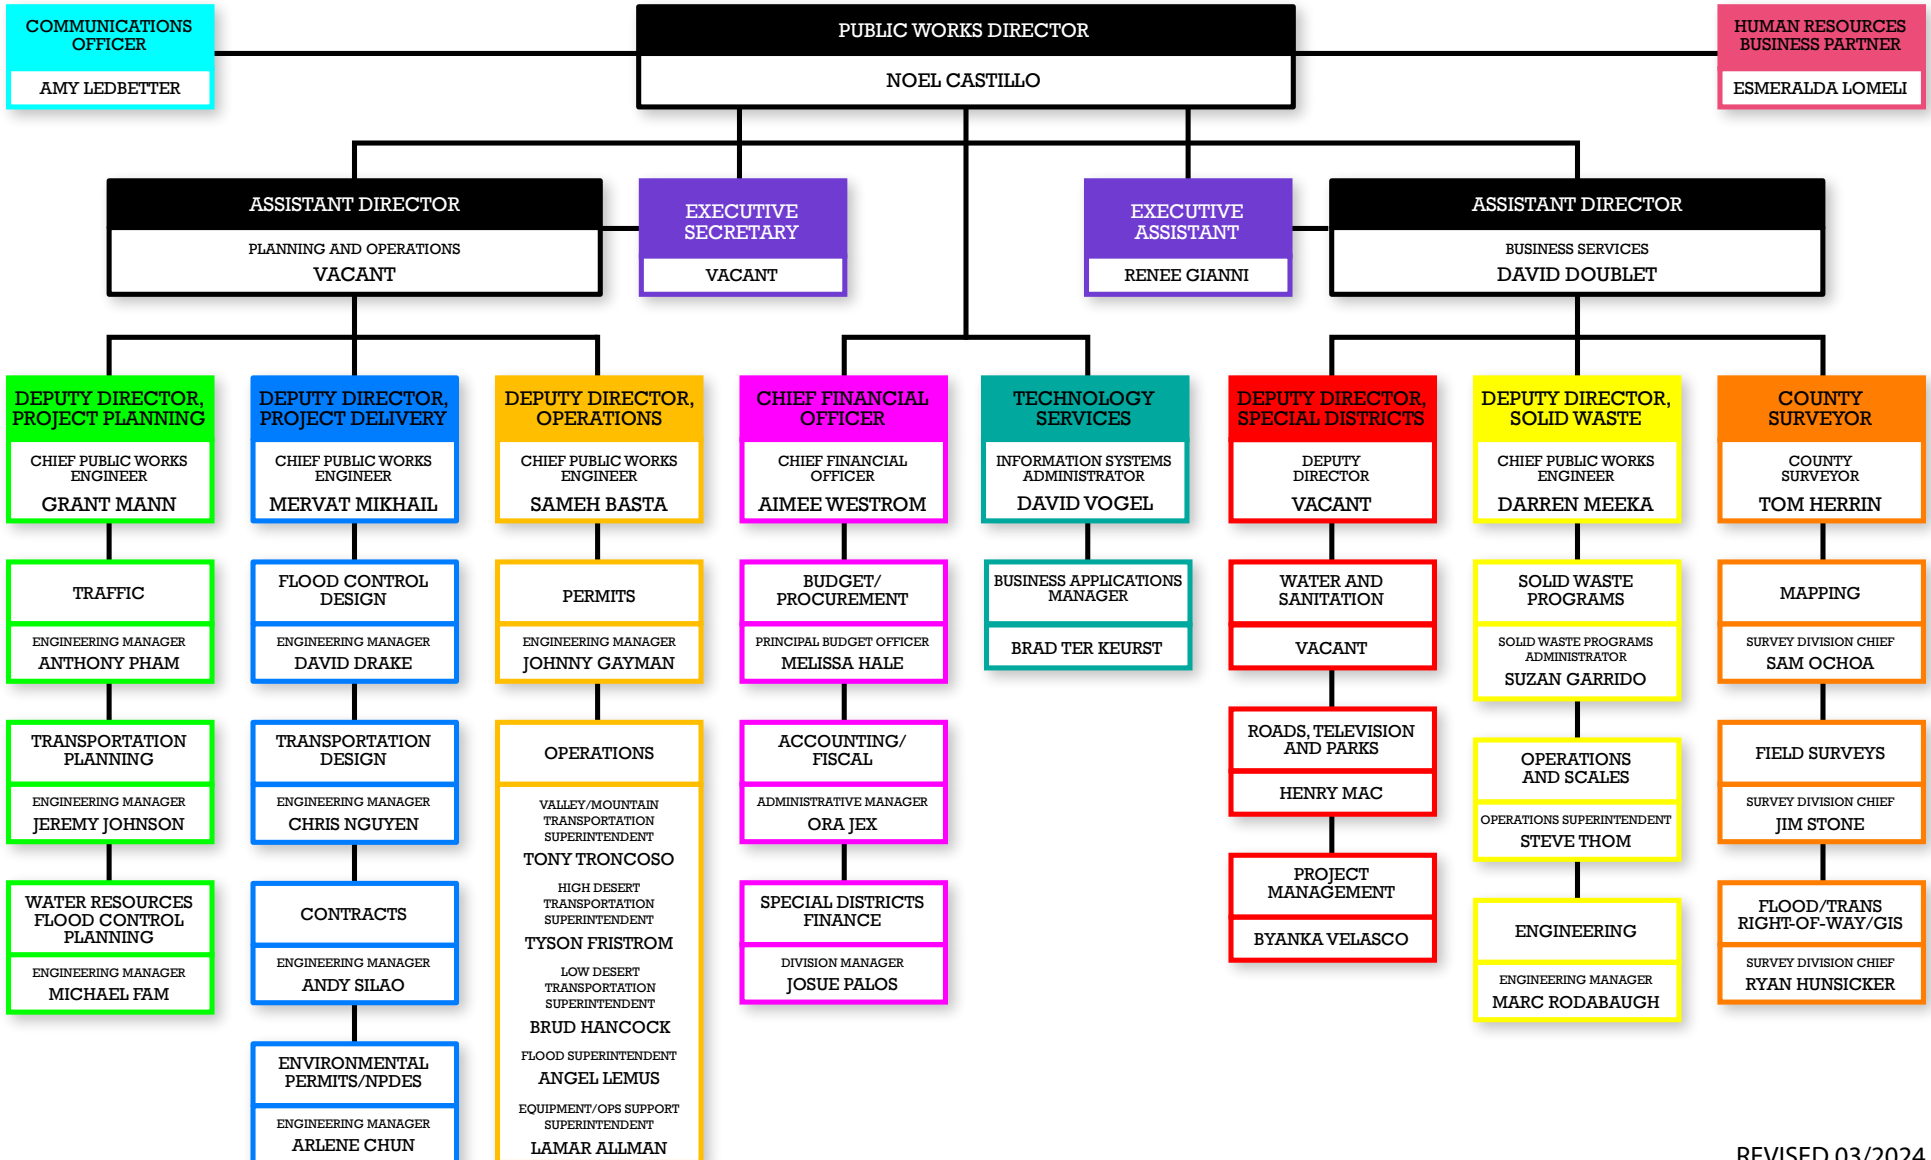 COMMUNICATIONS
OFFICER
AMY LEDBETTER
PUBLIC WORKS DIRECTOR
NOEL CASTILLO
HUMAN RESOURCES
BUSINESS PARTNER
ESMERALDA LOMELI
ASSISTANT DIRECTOR
PLANNING AND OPERATIONS
VACANT
EXECUTIVE
SECRETARY
VACANT
EXECUTIVE
ASSISTANT
RENEE GIANNI
ASSISTANT DIRECTOR
BUSINESS SERVICES
DAVID DOUBLET
DEPUTY DIRECTOR,
PROJECT PLANNING
CHIEF PUBLIC WORKS
ENGINEER
GRANT MANN
TRAFFIC
ENGINEERING MANAGER
ANTHONY PHAM
TRANSPORTATION
PLANNING
ENGINEERING MANAGER
JEREMY JOHNSON
WATER RESOURCES
FLOOD CONTROL
PLANNING
ENGINEERING MANAGER
MICHAEL FAM
DEPUTY DIRECTOR,
PROJECT DELIVERY
CHIEF PUBLIC WORKS
ENGINEER
MERVAT MIKHAIL
FLOOD CONTROL
DESIGN
ENGINEERING MANAGER
DAVID DRAKE
TRANSPORTATION
DESIGN
ENGINEERING MANAGER
CHRIS NGUYEN
CONTRACTS
ENGINEERING MANAGER
ANDY SILAO
ENVIRONMENTAL
PERMITS/NPDES
ENGINEERING MANAGER
ARLENE CHUN
DEPUTY DIRECTOR,
OPERATIONS
CHIEF PUBLIC WORKS
ENGINEER
SAMEH BASTA
PERMITS
ENGINEERING MANAGER
JOHNNY GAYMAN
OPERATIONS
VALLEY/MOUNTAIN
TRANSPORTATION
SUPERINTENDENT
TONY TRONCOSO
HIGH DESERT
TRANSPORTATION
SUPERINTENDENT
TYSON FRISTROM
LOW DESERT
TRANSPORTATION
SUPERINTENDENT
BRUD HANCOCK
FLOOD SUPERINTENDENT
ANGEL LEMUS
EQUIPMENT/OPS SUPPORT
SUPERINTENDENT
LAMAR ALLMAN
CHIEF FINANCIAL
OFFICER
CHIEF FINANCIAL
OFFICER
AIMEE WESTROM
BUDGET/
PROCUREMENT
PRINCIPAL BUDGET OFFICER
MELISSA HALE
ACCOUNTING/
FISCAL
ADMINISTRATIVE MANAGER
ORA JEX
SPECIAL DISTRICTS
FINANCE
DIVISION MANAGER
JOSUE PALOS
TECHNOLOGY
SERVICES
INFORMATION SYSTEMS
ADMINISTRATOR
DAVID VOGEL
BUSINESS APPLICATIONS
MANAGER
BRAD TER KEURST
DEPUTY DIRECTOR,
SPECIAL DISTRICTS
DEPUTY
DIRECTOR
VACANT
WATER AND
SANITATION
VACANT
ROADS, TELEVISION
AND PARKS
HENRY MAC
PROJECT
MANAGEMENT
BYANKA VELASCO
DEPUTY DIRECTOR,
SOLID WASTE
CHIEF PUBLIC WORKS
ENGINEER
DARREN MEEKA
SOLID WASTE
PROGRAMS
SOLID WASTE PROGRAMS
ADMINISTRATOR
SUZAN GARRIDO
OPERATIONS
AND SCALES
OPERATIONS SUPERINTENDENT
STEVE THOM
ENGINEERING
ENGINEERING MANAGER
MARC RODABAUGH
COUNTY
SURVEYOR
COUNTY
SURVEYOR
TOM HERRIN
MAPPING
SURVEY DIVISION CHIEF
SAM OCHOA
FIELD SURVEYS
SURVEY DIVISION CHIEF
JIM STONE
FLOOD/TRANS
RIGHT-OF-WAY/GIS
SURVEY DIVISION CHIEF
RYAN HUNSICKER
REVISED 03/2024